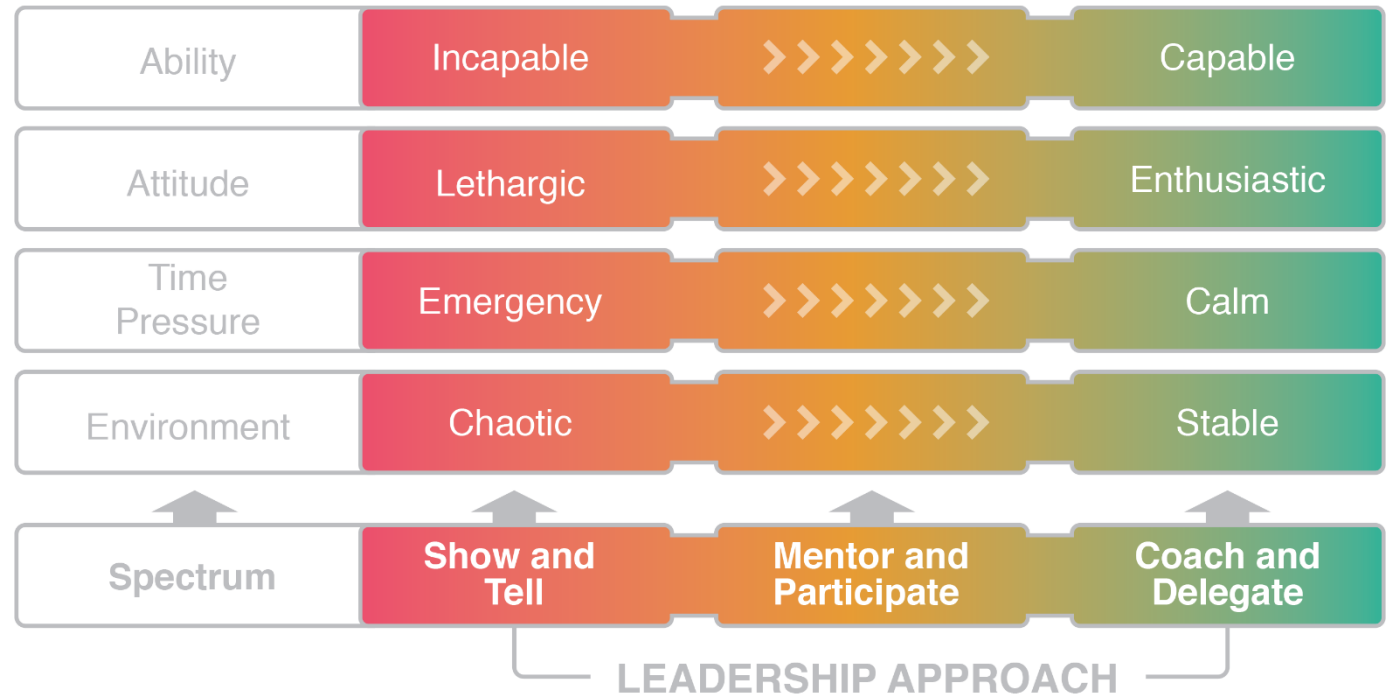 Ability
Incapable
Capable
Attitude
Lethargic
Enthusiastic
Time
Pressure
Emergency
Calm
Environment
Chaotic
Stable
Spectrum
Show and
Tell
Mentor and
Participate
Coach and
Delegate
LEADERSHIP APPROACH